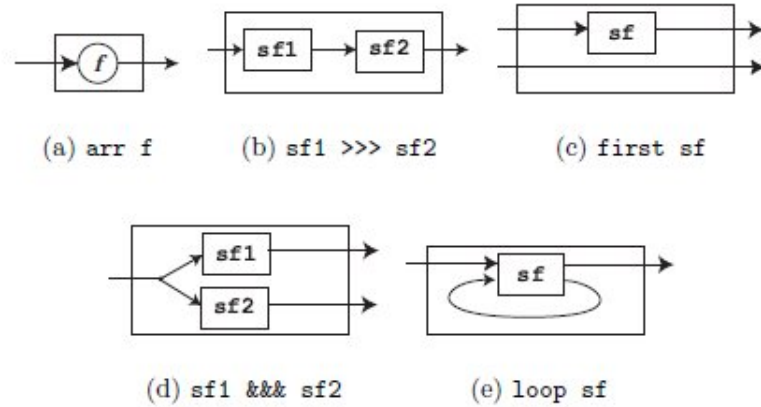 f
sf1 sf2
sf
(a) arr f
(b) sf1 >>> sf2
(c) first sf
sf1
sf2
sf
(d) sf1 &&& sf2
(e) loop sf